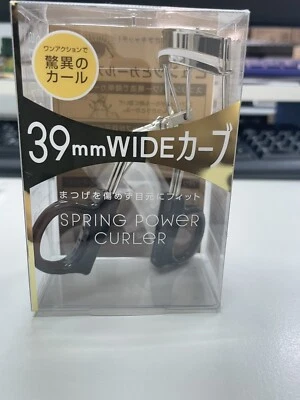 ワンアクションで
驚異の
カール
39mmWIDEカーブ
まつげを傷めず目元にフィット
SPRING POWER
CURLER